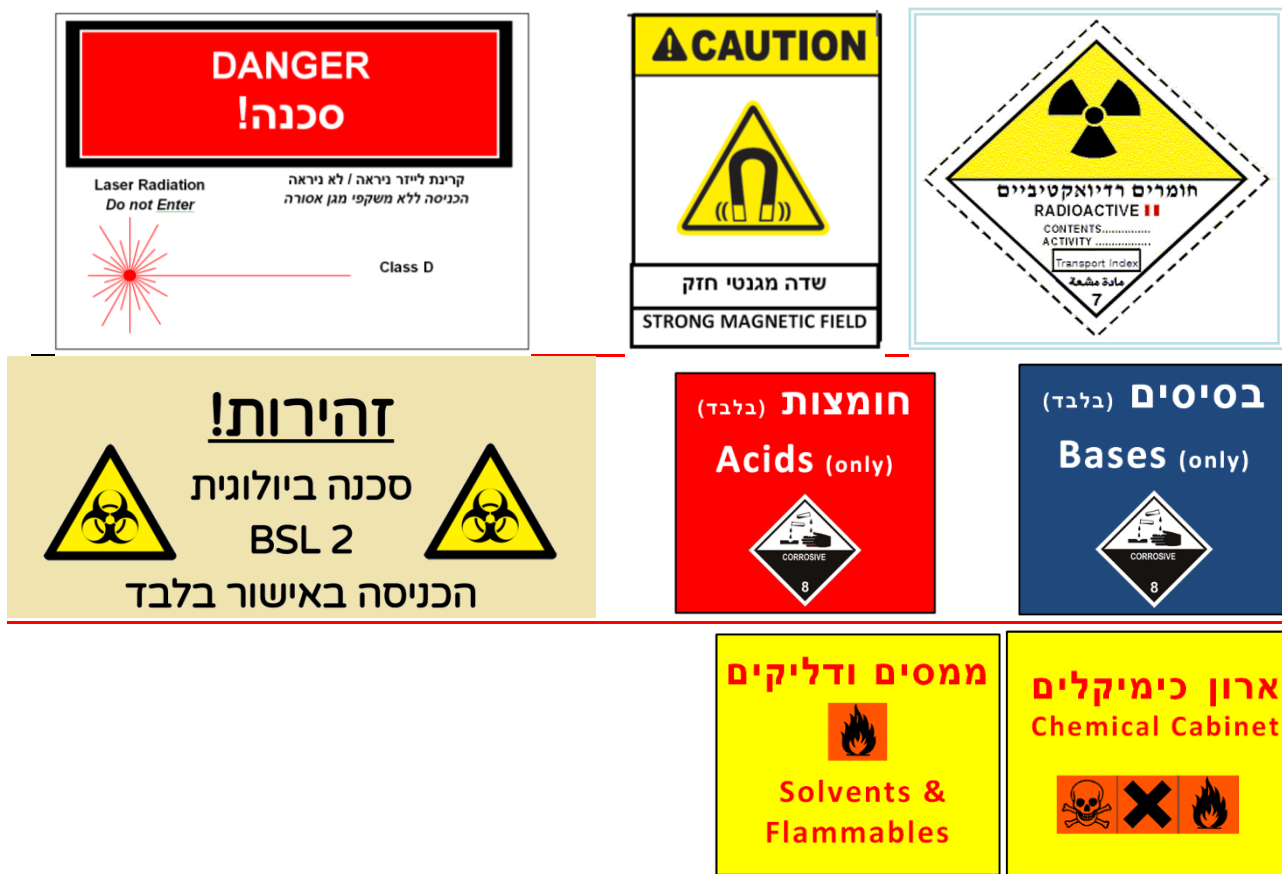 DANGER
סכנה!
Laser Radiation
Do not Enter
קרינת לייזר ניראה / לא ניראה
הכניסה ללא משקפי מגן אסורה
Class D
CAUTION
שדה מגנטי חזק
STRONG MAGNETIC FIELD
חומרים רדיואקטיביים
RADIOACTIVE II
CONTENTS...............
ACTIVITY ................
Transport Index
مادة مشعة
7
זהירות!
סכנה ביולוגית
BSL 2
הכניסה באישור בלבד
חומצות (בלבד)
Acids (only)
CORROSIVE
8
בסיסים (בלבד)
Bases (only)
CORROSIVE
8
ממסים ודליקים
Solvents &
Flammables
ארון כימיקלים
Chemical Cabinet